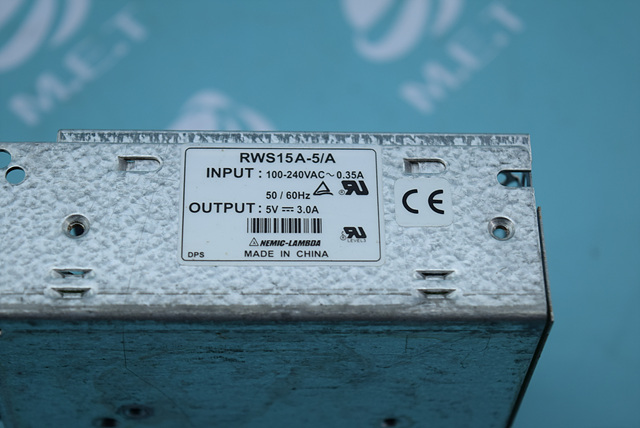 M.E.T
M.E.T
RWS15A-5/A
INPUT : 100-240VAC~ 0.35A
50 / 60Hz
OUTPUT : 5V ⎓ 3.0A
NEMIC-LAMBDA
DPS
MADE IN CHINA
CE